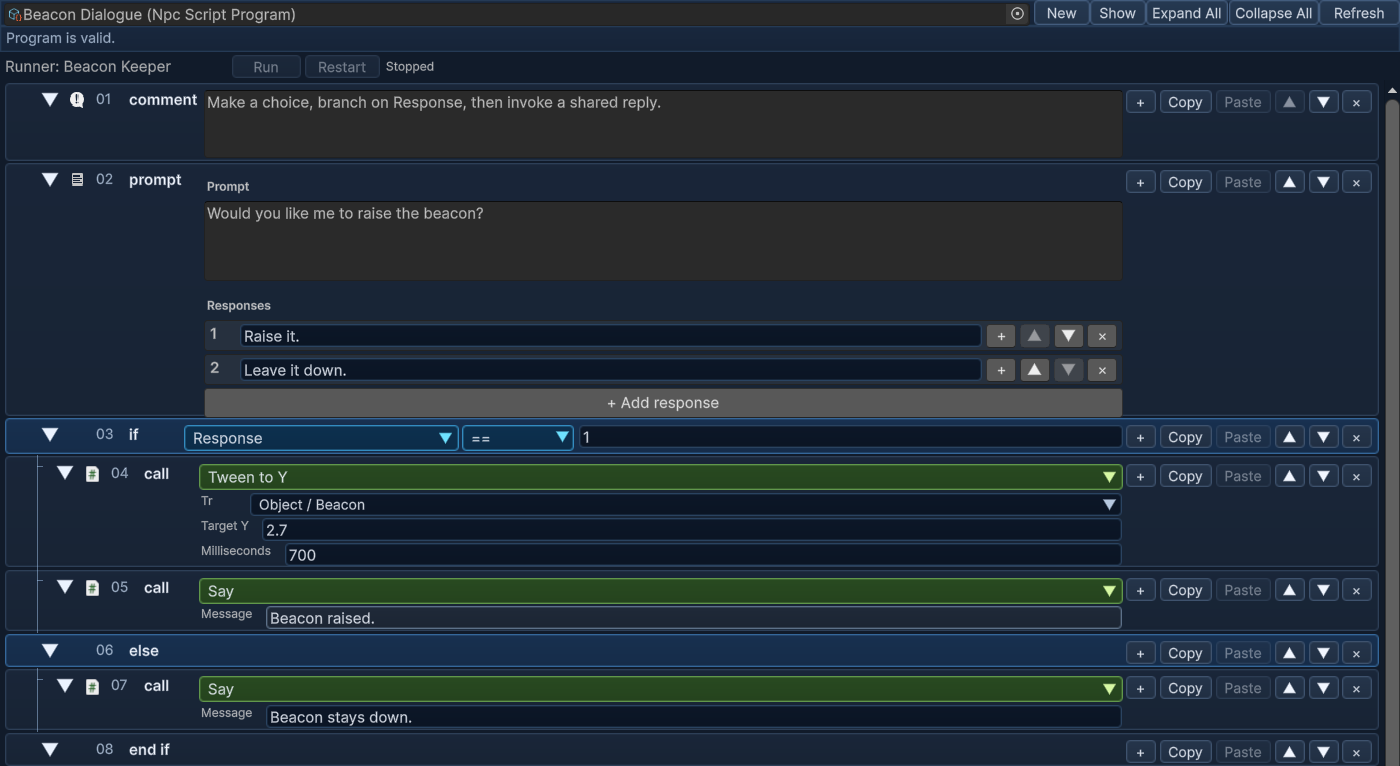 Beacon Dialogue (Npc Script Program) New Show Expand All Collapse All Refresh
Program is valid.
Runner: Beacon Keeper Run Restart Stopped
01 comment Make a choice, branch on Response, then invoke a shared reply. + Copy Paste ×
02 prompt Prompt + Copy Paste ×
Would you like me to raise the beacon?
Responses
1 Raise it. + ×
2 Leave it down. + ×
+ Add response
03 if Response == 1 + Copy Paste ×
# 04 call Tween to Y + Copy Paste ×
Tr Object / Beacon
Target Y 2.7
Milliseconds 700
# 05 call Say + Copy Paste ×
Message Beacon raised.
06 else + Copy Paste ×
# 07 call Say + Copy Paste ×
Message Beacon stays down.
08 end if + Copy Paste ×